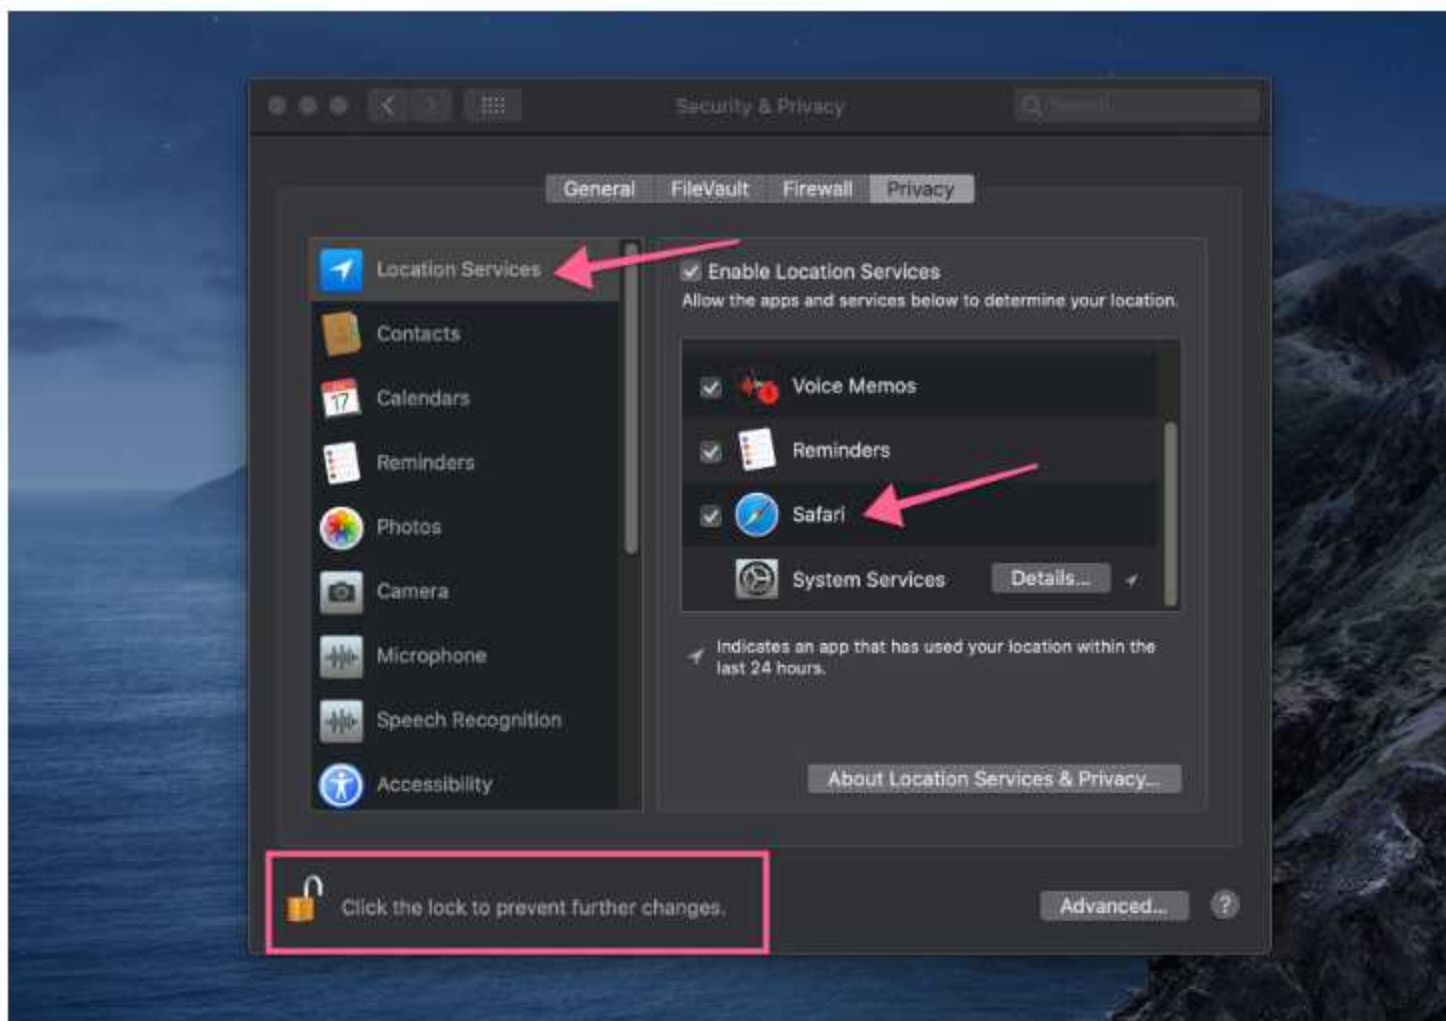 Security & Privacy
Search
General FileVault Firewall Privacy
Location Services
Contacts
17
Calendars
Reminders
Photos
Camera
Microphone
Speech Recognition
Accessibility
Enable Location Services
Allow the apps and services below to determine your location.
Voice Memos
Reminders
Safari
System Services Details...
Indicates an app that has used your location within the
last 24 hours.
About Location Services & Privacy...
Click the lock to prevent further changes.
Advanced... ?